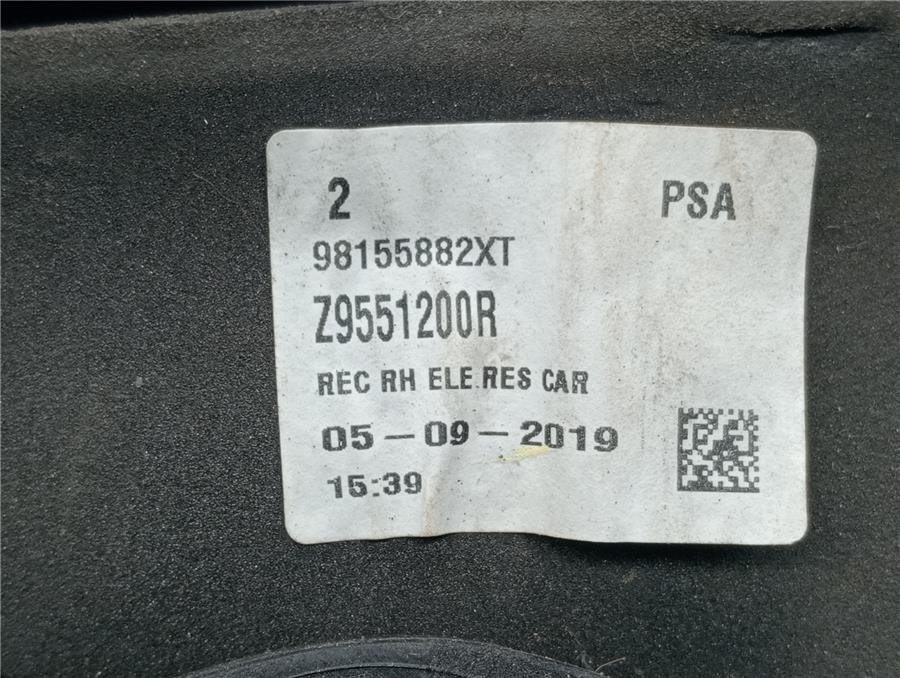 2 PSA
98155882XT
Z9551200R
REC RH ELE.RES CAR
05-09-2019
15:39